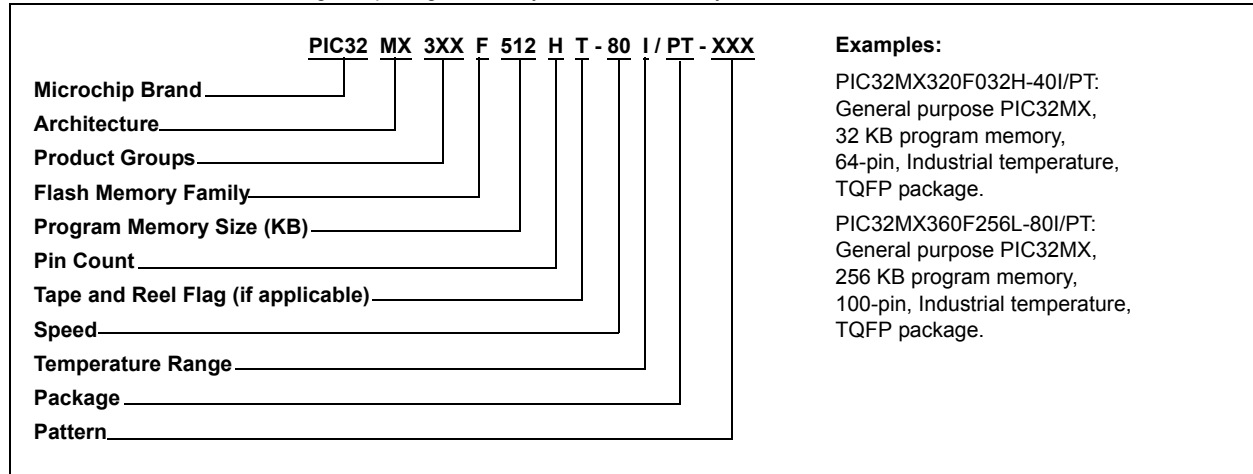 PIC32 MX 3XX F 512 H T - 80 I / PT - XXX
Microchip Brand
Architecture
Product Groups
Flash Memory Family
Program Memory Size (KB)
Pin Count
Tape and Reel Flag (if applicable)
Speed
Temperature Range
Package
Pattern
Examples:
PIC32MX320F032H-40I/PT:
General purpose PIC32MX,
32 KB program memory,
64-pin, Industrial temperature,
TQFP package.
PIC32MX360F256L-80I/PT:
General purpose PIC32MX,
256 KB program memory,
100-pin, Industrial temperature,
TQFP package.